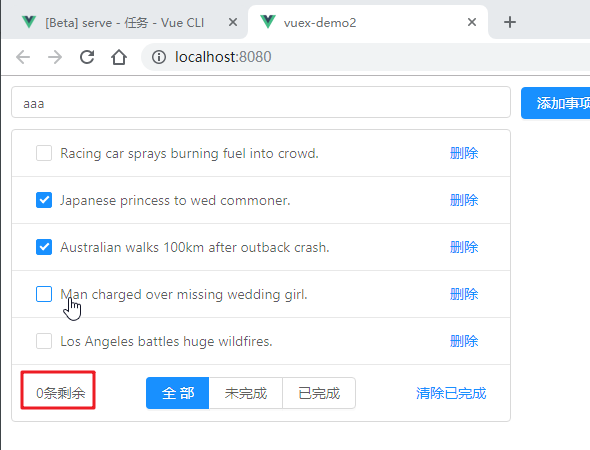 [Beta] serve - 任务 - Vue CLI
vuex-demo2
localhost:8080
aaa 添加事项
Racing car sprays burning fuel into crowd. 删除
Japanese princess to wed commoner. 删除
Australian walks 100km after outback crash. 删除
Man charged over missing wedding girl. 删除
Los Angeles battles huge wildfires. 删除
0条剩余 全部 未完成 已完成 清除已完成